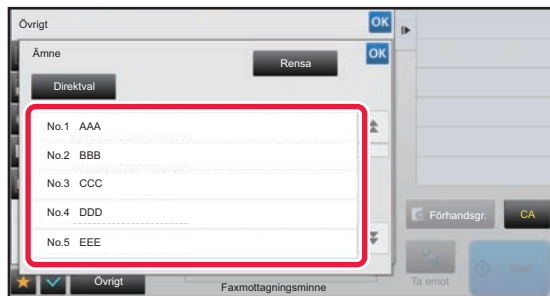 Övrigt
OK
Ämne
Rensa
OK
Direktval
No.1 AAA
No.2 BBB
No.3 CCC
No.4 DDD
No.5 EEE
Förhandsgr.
CA
Övrigt
Faxmottagningsminne
Ta emot
Start